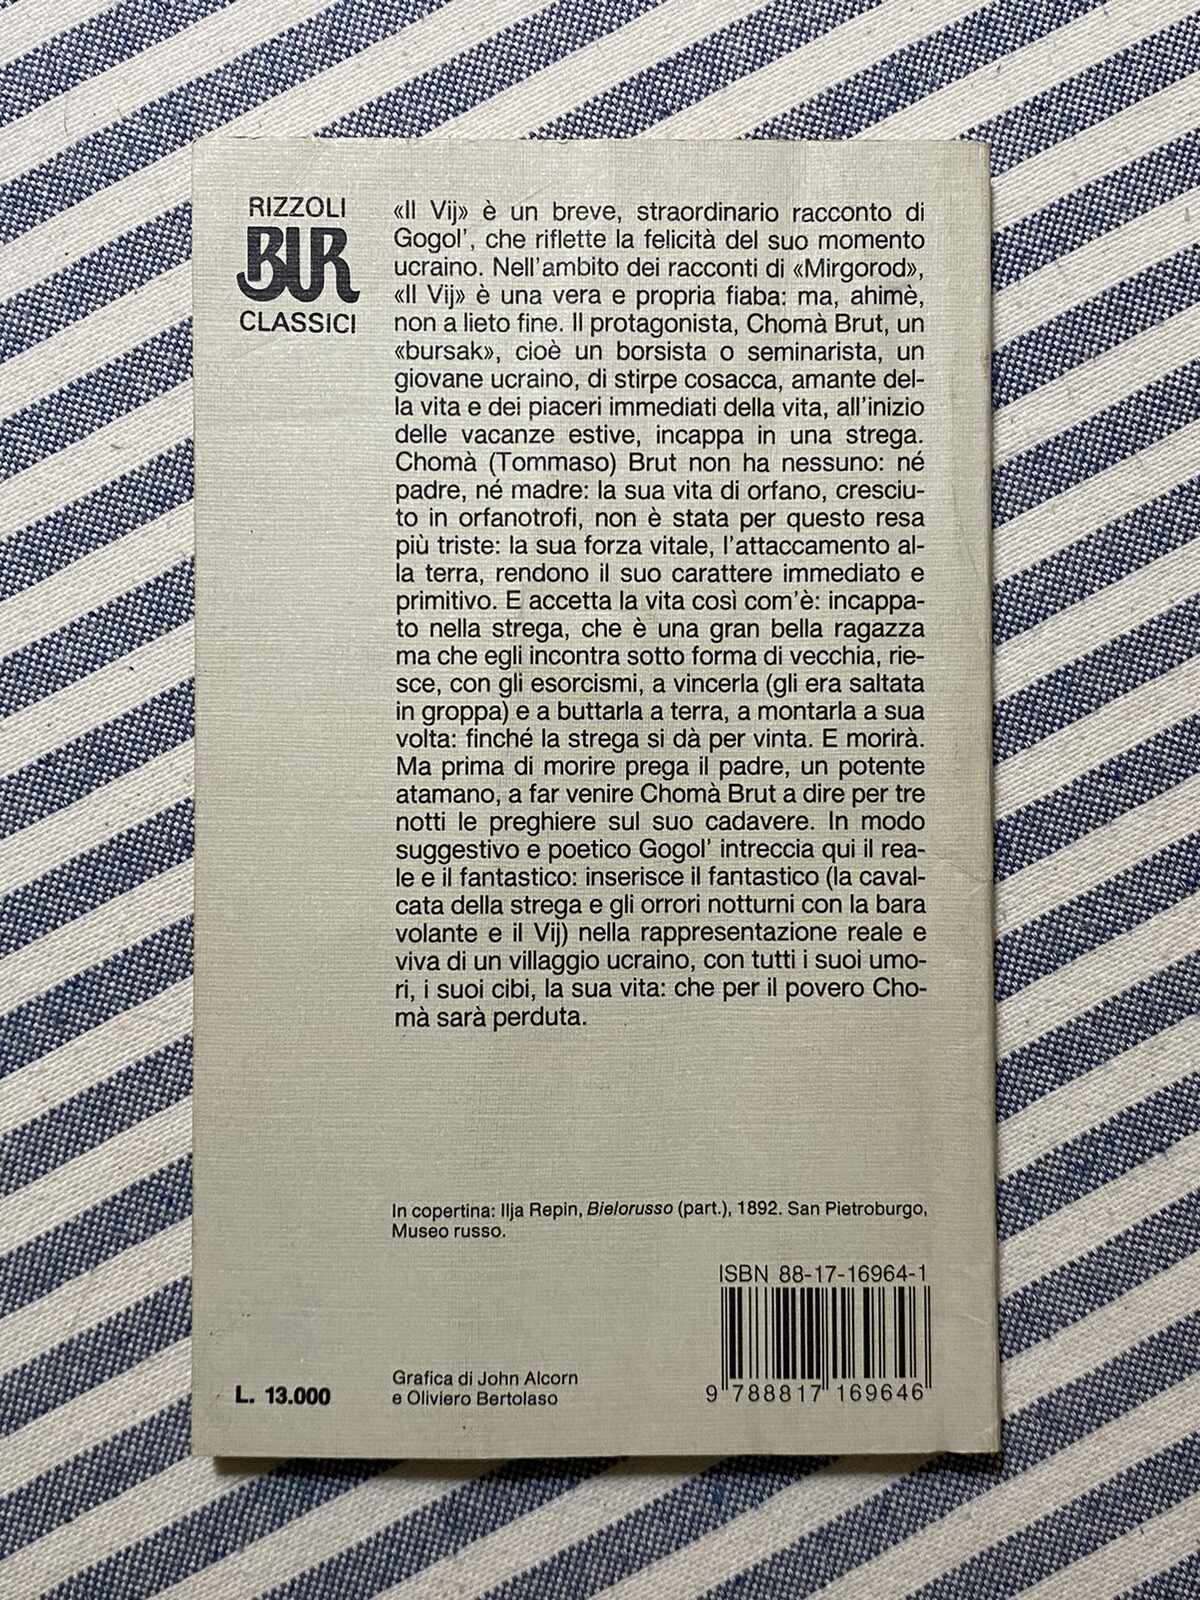 RIZZOLI
BUR
CLASSICI
«Il Vij» è un breve, straordinario racconto di
Gogol', che riflette la felicità del suo momento
ucraino. Nell'ambito dei racconti di «Mirgorod»,
«Il Vij» è una vera e propria fiaba: ma, ahimè,
non a lieto fine. Il protagonista, Chomà Brut, un
«bursak», cioè un borsista o seminarista, un
giovane ucraino, di stirpe cosacca, amante del-
la vita e dei piaceri immediati della vita, all'inizio
delle vacanze estive, incappa in una strega.
Chomà (Tommaso) Brut non ha nessuno: né
padre, né madre: la sua vita di orfano, cresciu-
to in orfanotrofi, non è stata per questo resa
più triste: la sua forza vitale, l'attaccamento al-
la terra, rendono il suo carattere immediato e
primitivo. E accetta la vita così com'è: incappa-
to nella strega, che è una gran bella ragazza
ma che egli incontra sotto forma di vecchia, rie-
sce, con gli esorcismi, a vincerla (gli era saltata
in groppa) e a buttarla a terra, a montarla a sua
volta: finché la strega si dà per vinta. E morirà.
Ma prima di morire prega il padre, un potente
atamano, a far venire Chomà Brut a dire per tre
notti le preghiere sul suo cadavere. In modo
suggestivo e poetico Gogol' intreccia qui il rea-
le e il fantastico: inserisce il fantastico (la caval-
cata della strega e gli orrori notturni con la bara
volante e il Vij) nella rappresentazione reale e
viva di un villaggio ucraino, con tutti i suoi umo-
ri, i suoi cibi, la sua vita: che per il povero Cho-
mà sarà perduta.
In copertina: Ilja Repin, Bielorusso (part.), 1892. San Pietroburgo,
Museo russo.
ISBN 88-17-16964-1
9 788817 169646
Grafica di John Alcorn
e Oliviero Bertolaso
L. 13.000